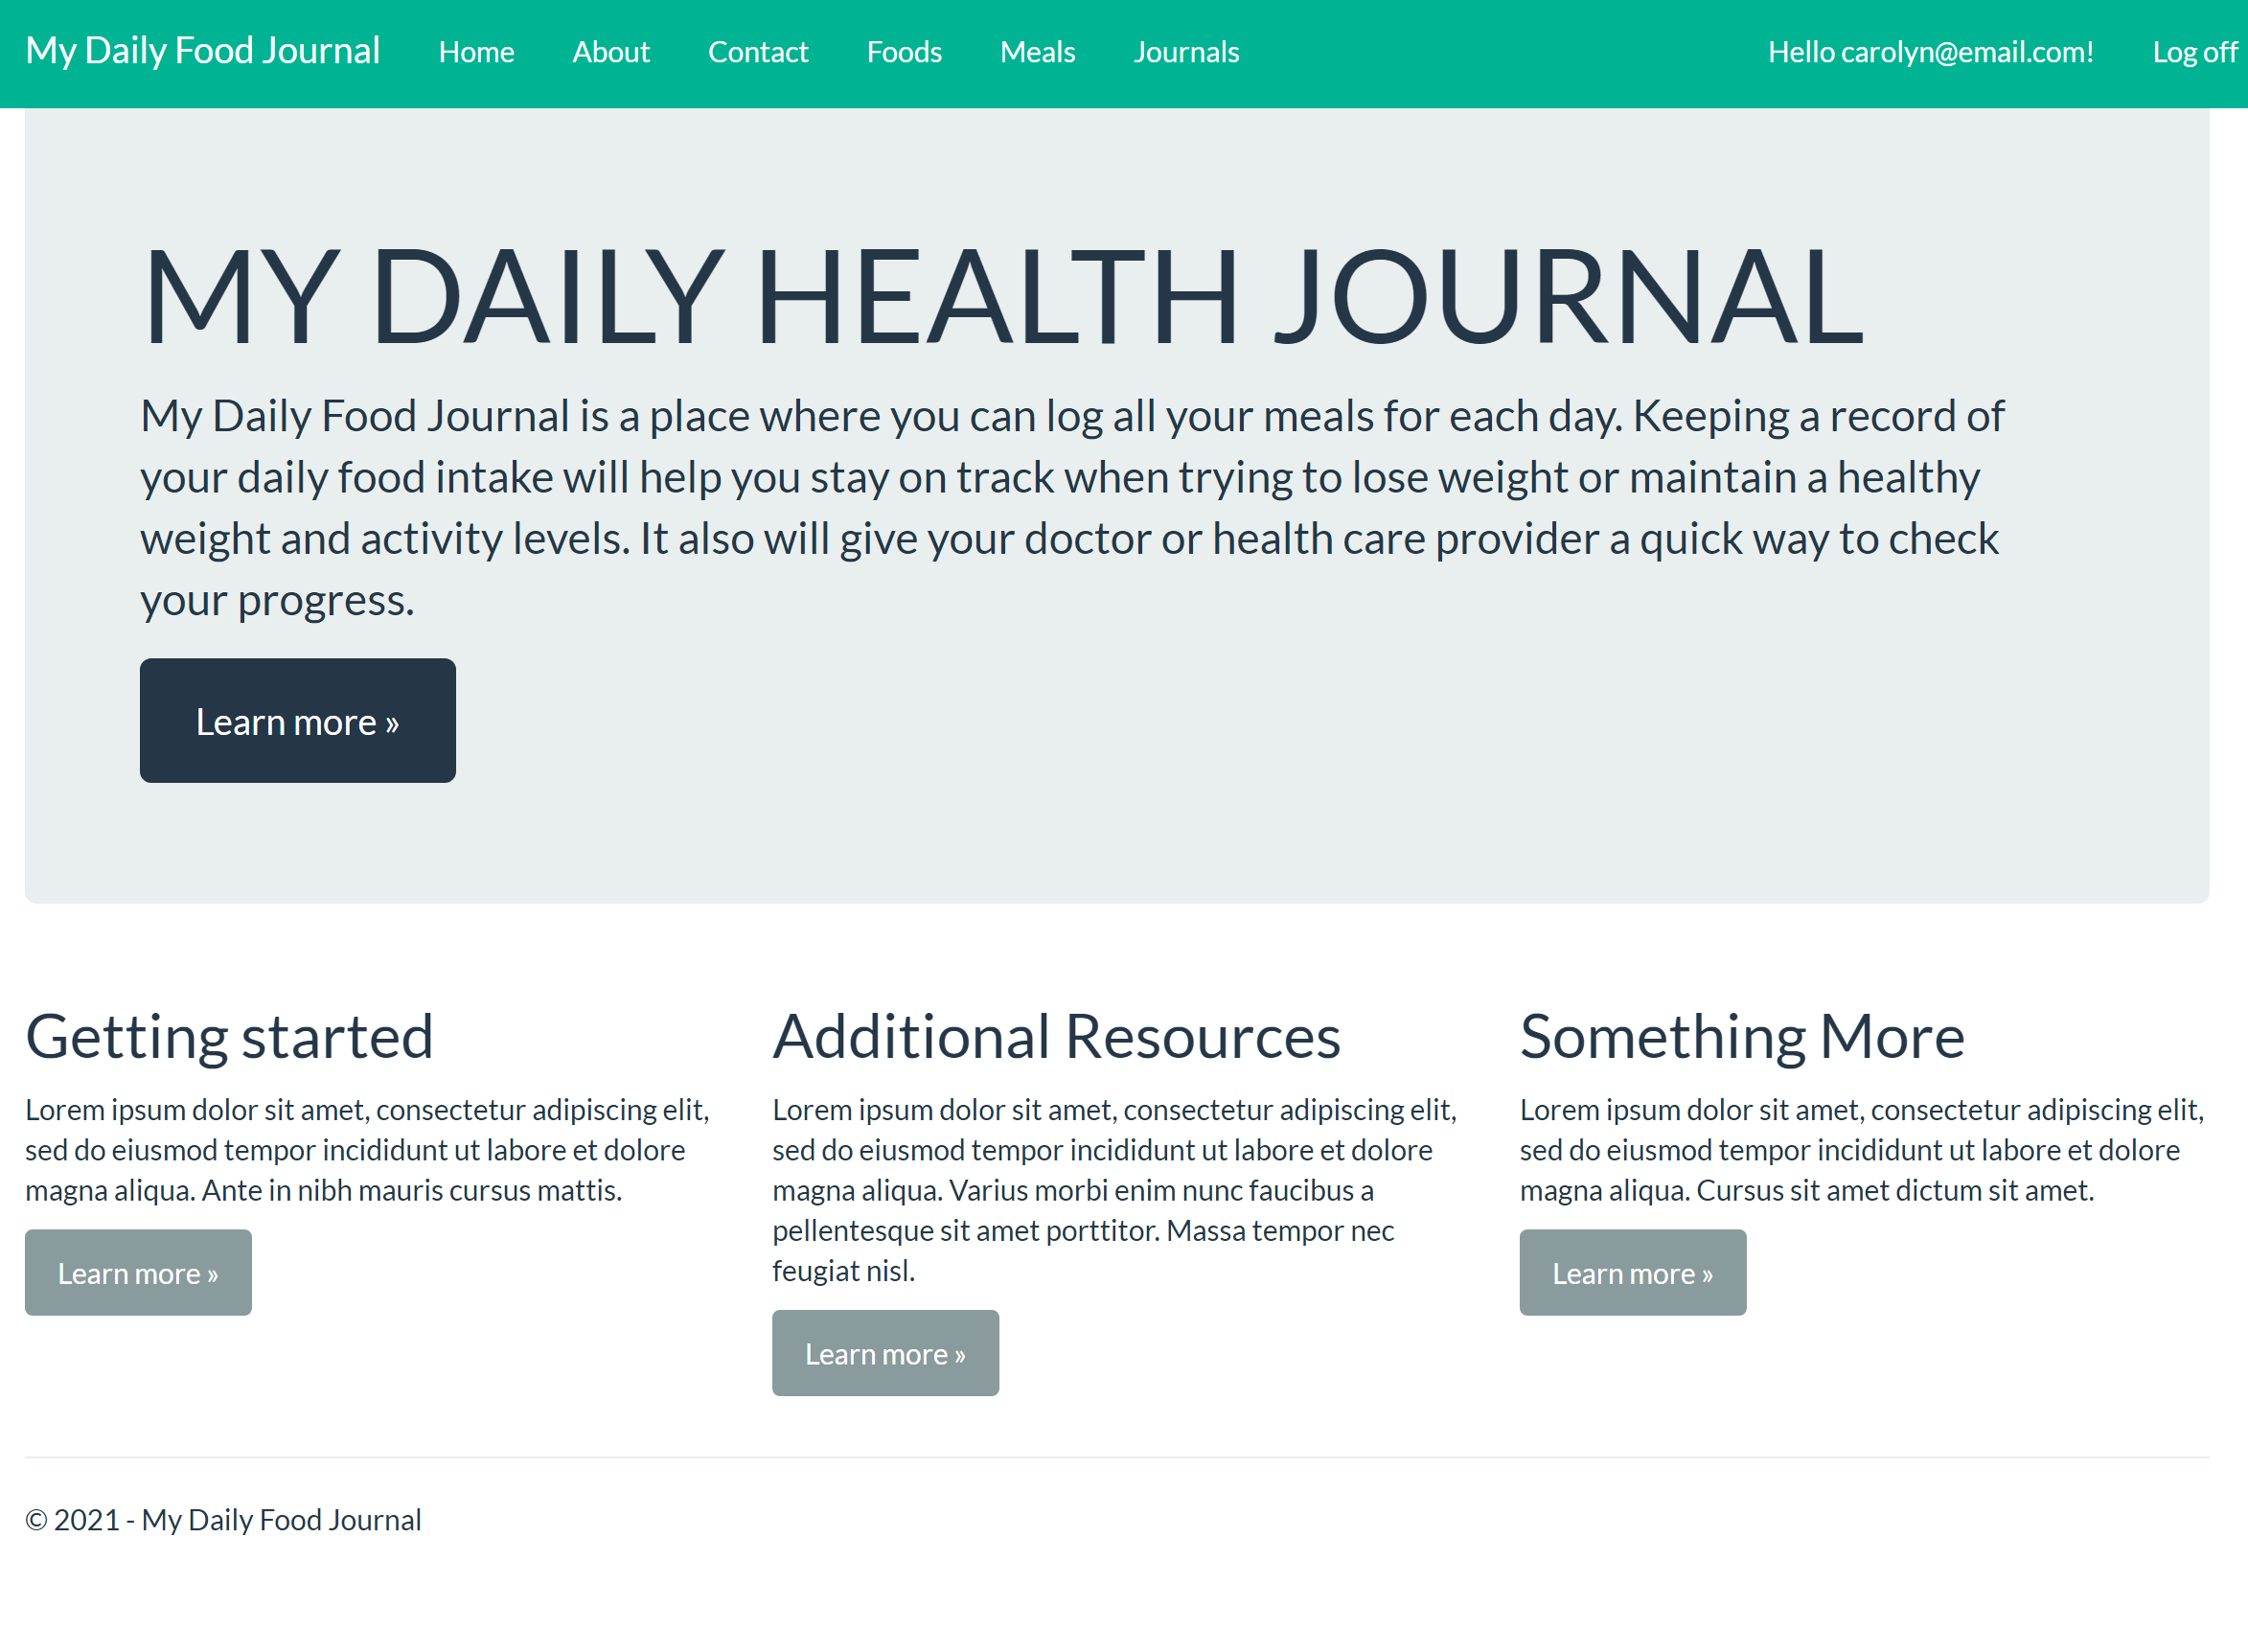 My Daily Food Journal Home About Contact Foods Meals Journals Hello carolyn@email.com! Log off
MY DAILY HEALTH JOURNAL
My Daily Food Journal is a place where you can log all your meals for each day. Keeping a record of
your daily food intake will help you stay on track when trying to lose weight or maintain a healthy
weight and activity levels. It also will give your doctor or health care provider a quick way to check
your progress.
Learn more »
Getting started
Lorem ipsum dolor sit amet, consectetur adipiscing elit,
sed do eiusmod tempor incididunt ut labore et dolore
magna aliqua. Ante in nibh mauris cursus mattis.
Learn more »
Additional Resources
Lorem ipsum dolor sit amet, consectetur adipiscing elit,
sed do eiusmod tempor incididunt ut labore et dolore
magna aliqua. Varius morbi enim nunc faucibus a
pellentesque sit amet porttitor. Massa tempor nec
feugiat nisl.
Learn more »
Something More
Lorem ipsum dolor sit amet, consectetur adipiscing elit,
sed do eiusmod tempor incididunt ut labore et dolore
magna aliqua. Cursus sit amet dictum sit amet.
Learn more »
© 2021 - My Daily Food Journal